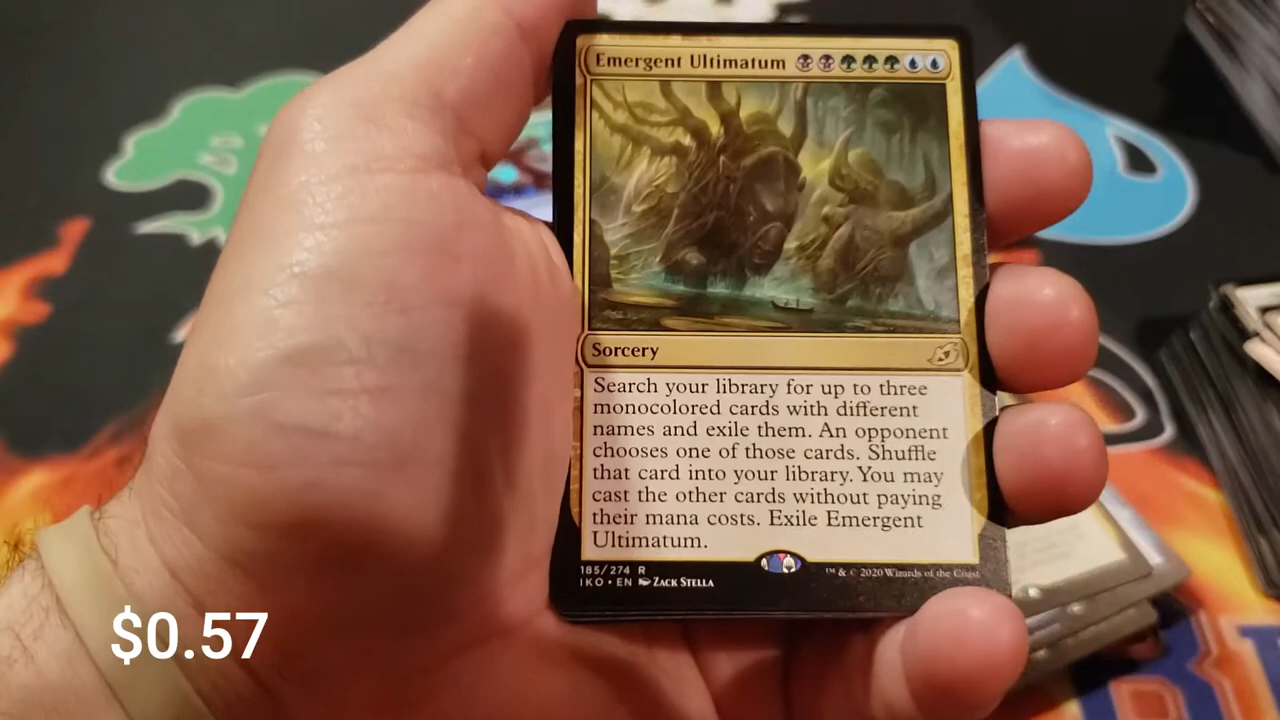 Emergent Ultimatum
Sorcery
Search your library for up to three
monocolored cards with different
names and exile them. An opponent
chooses one of those cards. Shuffle
that card into your library. You may
cast the other cards without paying
their mana costs. Exile Emergent
Ultimatum.
185/274 R
IKO • EN ZACK STELLA
™ & © 2020 Wizards of the Coast
$0.57